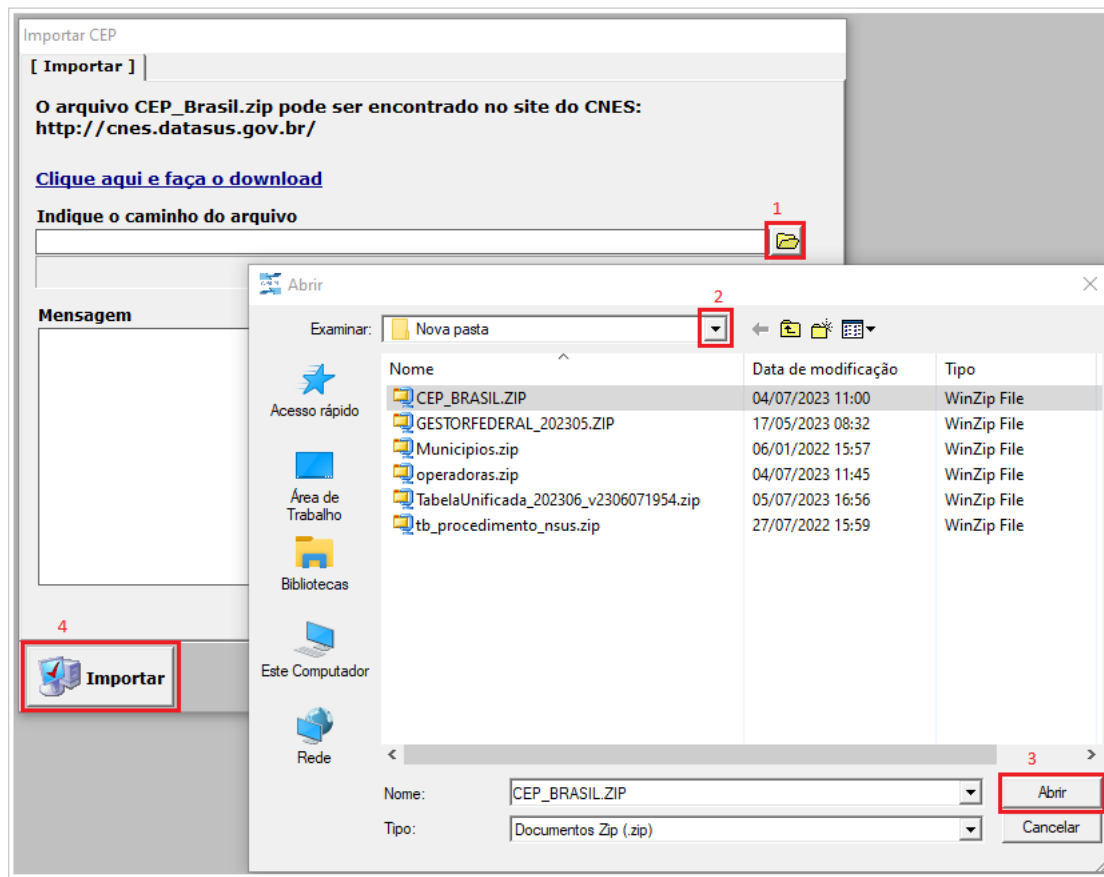 Importar CEP
[ Importar ]
O arquivo CEP_Brasil.zip pode ser encontrado no site do CNES:
http://cnes.datasus.gov.br/
Clique aqui e faça o download
Indique o caminho do arquivo
1
Mensagem
4
Importar
Abrir
2
Examinar:
Nova pasta
Acesso rápido
Área de
Trabalho
Bibliotecas
Este Computador
Rede
Nome Data de modificação Tipo
CEP_BRASIL.ZIP 04/07/2023 11:00 WinZip File
GESTORFEDERAL_202305.ZIP 17/05/2023 08:32 WinZip File
Municipios.zip 06/01/2022 15:57 WinZip File
operadoras.zip 04/07/2023 11:45 WinZip File
TabelaUnificada_202306_v2306071954.zip 05/07/2023 16:56 WinZip File
tb_procedimento_nsus.zip 27/07/2022 15:59 WinZip File
3
Nome: CEP_BRASIL.ZIP Abrir
Tipo: Documentos Zip (.zip) Cancelar